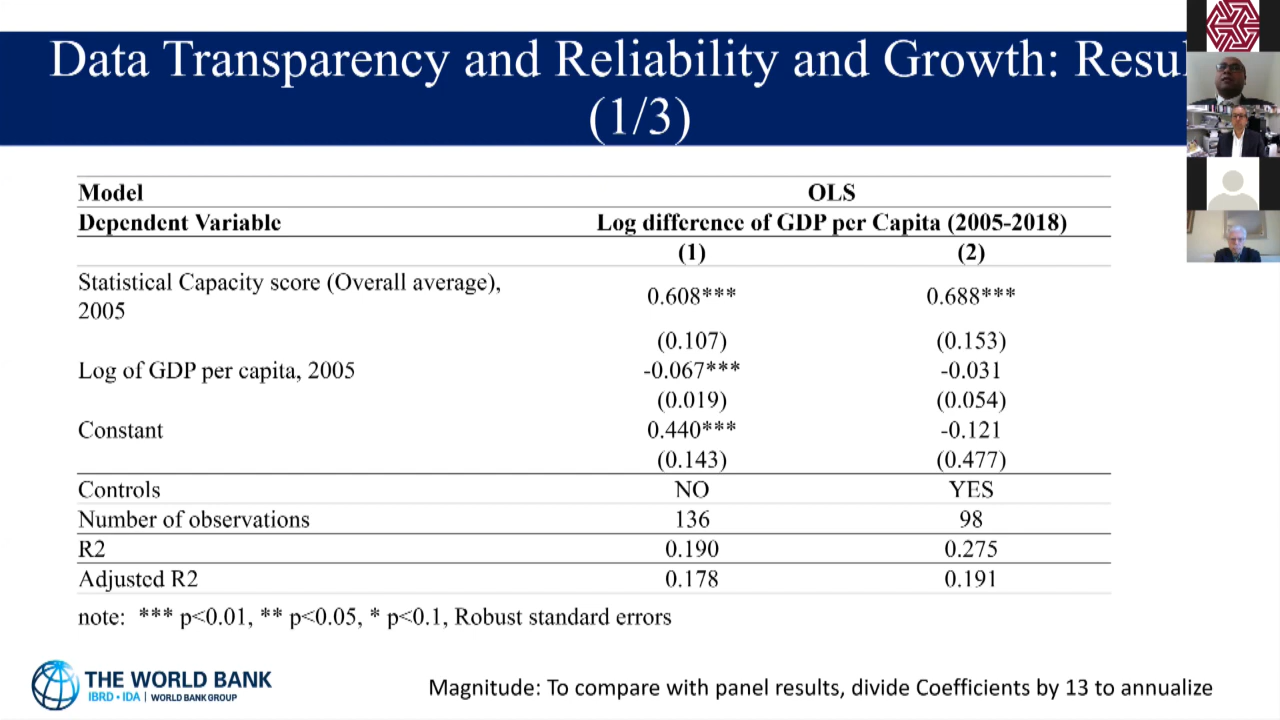 Data Transparency and Reliability and Growth: Resul
(1/3)
Model OLS
Dependent Variable Log difference of GDP per Capita (2005-2018)
(1) (2)
Statistical Capacity score (Overall average),
2005 0.608*** 0.688***
(0.107) (0.153)
Log of GDP per capita, 2005 -0.067*** -0.031
(0.019) (0.054)
Constant 0.440*** -0.121
(0.143) (0.477)
Controls NO YES
Number of observations 136 98
R2 0.190 0.275
Adjusted R2 0.178 0.191
note: *** p<0.01, ** p<0.05, * p<0.1, Robust standard errors
THE WORLD BANK
IBRD • IDA | WORLD BANK GROUP
Magnitude: To compare with panel results, divide Coefficients by 13 to annualize